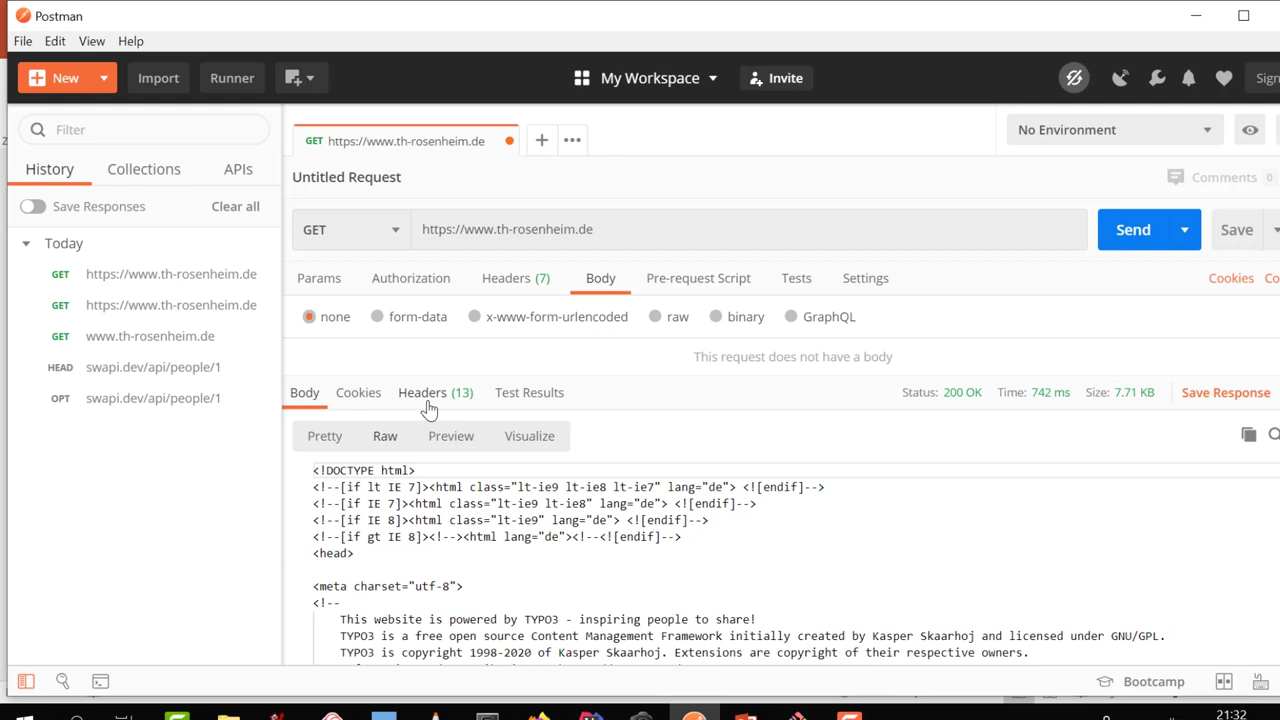 Postman
File Edit View Help
New Import Runner My Workspace Invite Sign
Filter
History Collections APIs
Save Responses Clear all
Today
GET https://www.th-rosenheim.de
GET https://www.th-rosenheim.de
GET www.th-rosenheim.de
HEAD swapi.dev/api/people/1
OPT swapi.dev/api/people/1
GET https://www.th-rosenheim.de
No Environment
Untitled Request
Comments 0
GET https://www.th-rosenheim.de Send Save
Params Authorization Headers (7) Body Pre-request Script Tests Settings Cookies Co
none form-data x-www-form-urlencoded raw binary GraphQL
This request does not have a body
Body Cookies Headers (13) Test Results Status: 200 OK Time: 742 ms Size: 7.71 KB Save Response
Pretty Raw Preview Visualize
<!DOCTYPE html>
<!--[if lt IE 7]><html class="lt-ie9 lt-ie8 lt-ie7" lang="de"> <![endif]-->
<!--[if IE 7]><html class="lt-ie9 lt-ie8" lang="de"> <![endif]-->
<!--[if IE 8]><html class="lt-ie9" lang="de"> <![endif]-->
<!--[if gt IE 8]><!--><html lang="de"><!--<![endif]-->
<head>
<meta charset="utf-8">
<!--
This website is powered by TYPO3 - inspiring people to share!
TYPO3 is a free open source Content Management Framework initially created by Kasper Skaarhoj and licensed under GNU/GPL.
TYPO3 is copyright 1998-2020 of Kasper Skaarhoj. Extensions are copyright of their respective owners.
Bootcamp
21:32